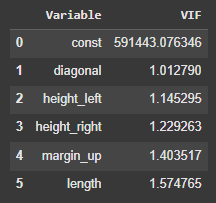 Variable VIF
0 const 591443.076346
1 diagonal 1.012790
2 height_left 1.145295
3 height_right 1.229263
4 margin_up 1.403517
5 length 1.574765